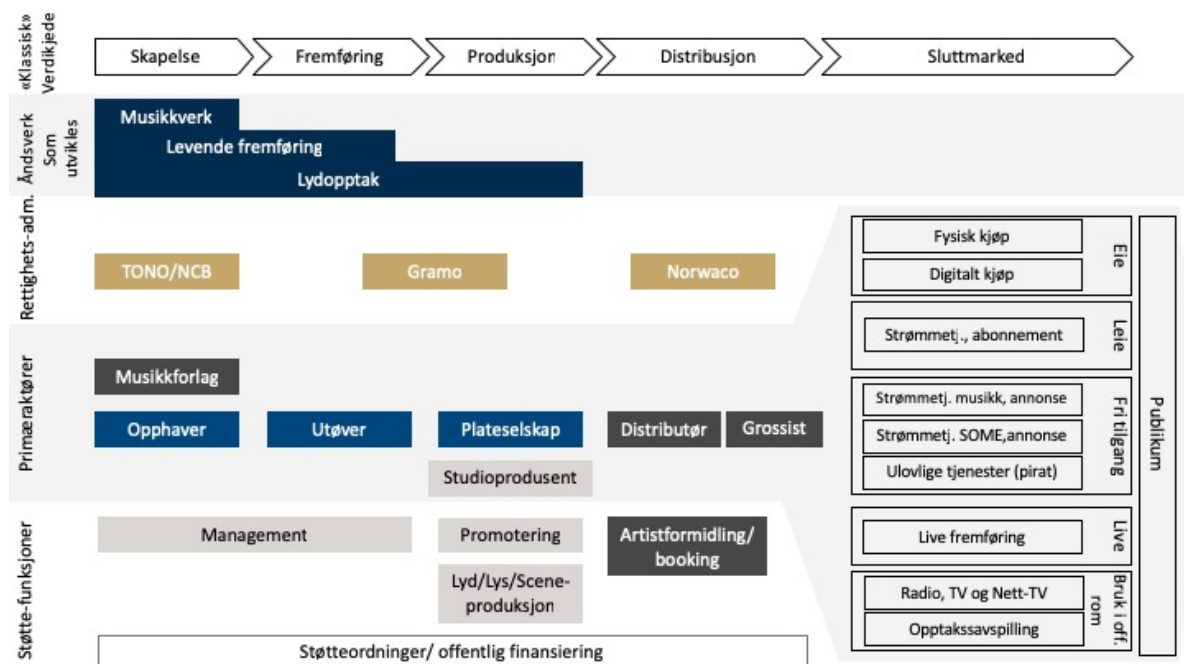 «Klassisk»
Verdikjede
Skapelse
Fremføring
Produksjon
Distribusjon
Sluttmarked
Åndsverk
Som
utvikles
Musikkverk
Levende fremføring
Lydopptak
Rettighets-adm.
TONO/NCB
Gramo
Norwaco
Primæraktører
Musikkforlag
Opphaver
Utøver
Plateselskap
Distributør
Grossist
Studioprodusent
Støtte-funksjoner
Management
Promotering
Artistformidling/
booking
Lyd/Lys/Scene-
produksjon
Støtteordninger/ offentlig finansiering
Fysisk kjøp
Digitalt kjøp
Eie
Strømmetj., abonnement
Leie
Strømmetj. musikk, annonse
Strømmetj. SOME,annonse
Ulovlige tjenester (pirat)
Fri tilgang
Live fremføring
Live
Radio, TV og Nett-TV
Opptakssavspilling
Bruk i off.
rom
Publikum